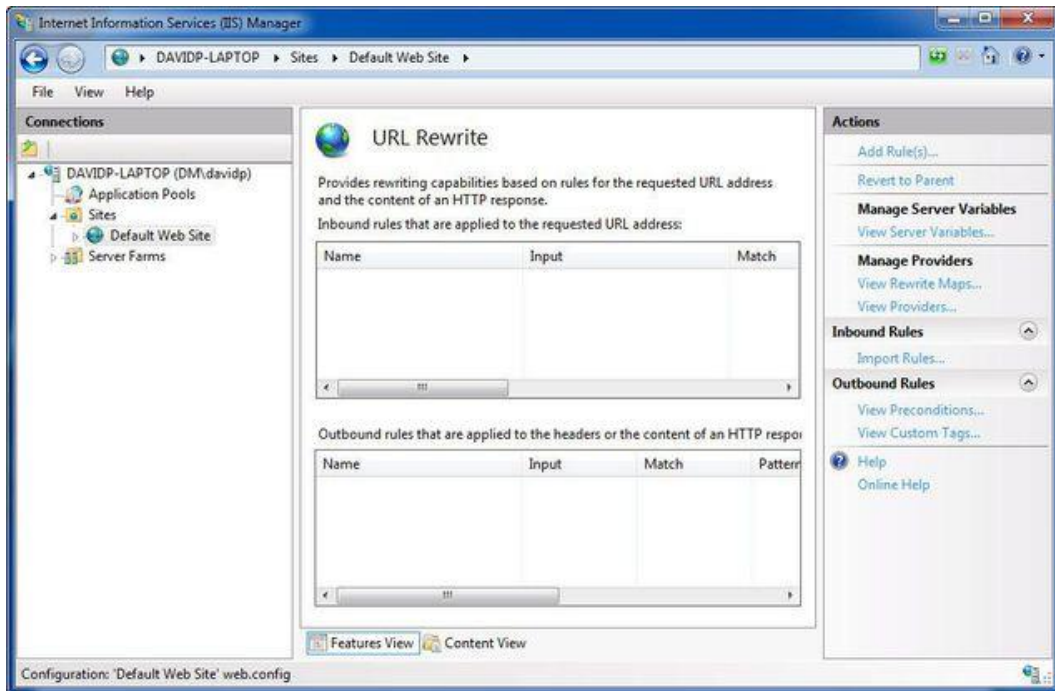 Internet Information Services (IIS) Manager
DAVIDP-LAPTOP Sites Default Web Site
File View Help
Connections
DAVIDP-LAPTOP (DM\davidp)
Application Pools
Sites
Default Web Site
Server Farms
URL Rewrite
Provides rewriting capabilities based on rules for the requested URL address
and the content of an HTTP response.
Inbound rules that are applied to the requested URL address:
Name Input Match
Outbound rules that are applied to the headers or the content of an HTTP respo
Name Input Match Pattern
Features View Content View
Actions
Add Rule(s)...
Revert to Parent
Manage Server Variables
View Server Variables...
Manage Providers
View Rewrite Maps...
View Providers...
Inbound Rules
Import Rules...
Outbound Rules
View Preconditions...
View Custom Tags...
Help
Online Help
Configuration: 'Default Web Site' web.config